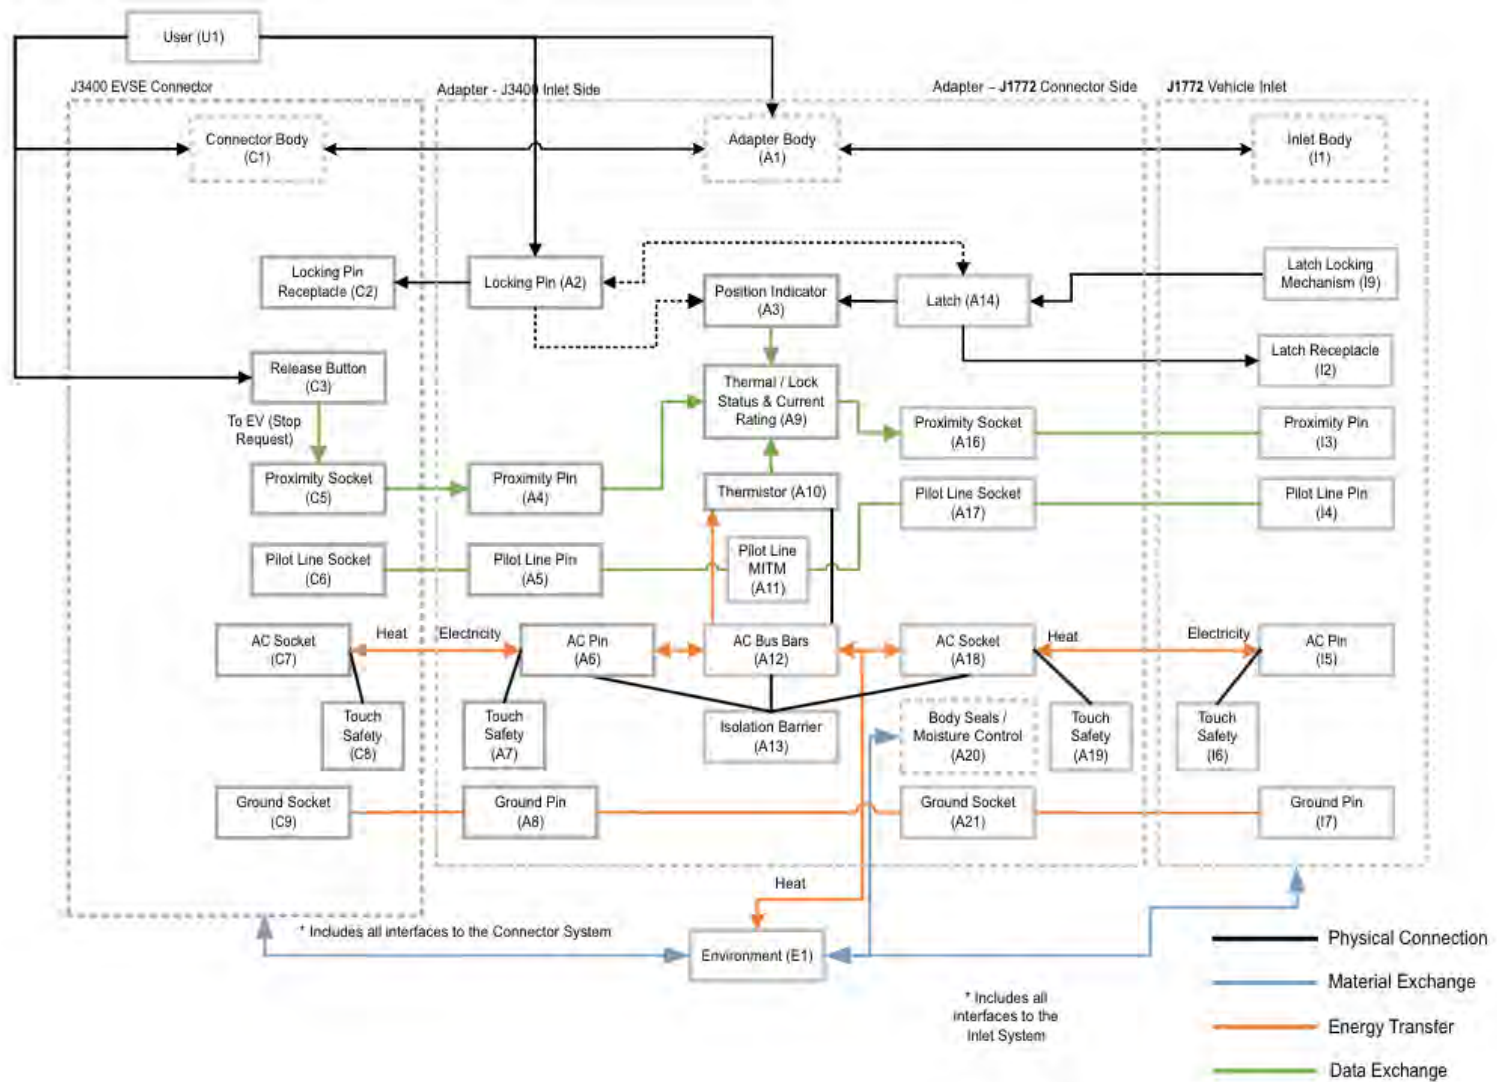 User (U1)
J3400 EVSE Connector
Adapter - J3400 Inlet Side
Adapter – J1772 Connector Side
J1772 Vehicle Inlet
Connector Body
(C1)
Adapter Body
(A1)
Inlet Body
(I1)
Locking Pin
Receptacle (C2)
Locking Pin (A2)
Position Indicator
(A3)
Latch (A14)
Latch Locking
Mechanism (I9)
Release Button
(C3)
Latch Receptacle
(I2)
Thermal / Lock
Status & Current
Rating (A9)
To EV (Stop
Request)
Proximity Socket
(A16)
Proximity Pin
(I3)
Proximity Socket
(C5)
Proximity Pin
(A4)
Thermistor (A10)
Pilot Line Socket
(A17)
Pilot Line Pin
(I4)
Pilot Line Socket
(C6)
Pilot Line Pin
(A5)
Pilot Line
MITM
(A11)
AC Socket
(C7)
Heat
Electricity
AC Pin
(A6)
AC Bus Bars
(A12)
AC Socket
(A18)
Heat
Electricity
AC Pin
(I5)
Touch
Safety
(C8)
Touch
Safety
(A7)
Isolation Barrier
(A13)
Body Seals /
Moisture Control
(A20)
Touch
Safety
(A19)
Touch
Safety
(I6)
Ground Socket
(C9)
Ground Pin
(A8)
Ground Socket
(A21)
Ground Pin
(I7)
Heat
* Includes all interfaces to the Connector System
Environment (E1)
* Includes all
interfaces to the
Inlet System
Physical Connection
Material Exchange
Energy Transfer
Data Exchange